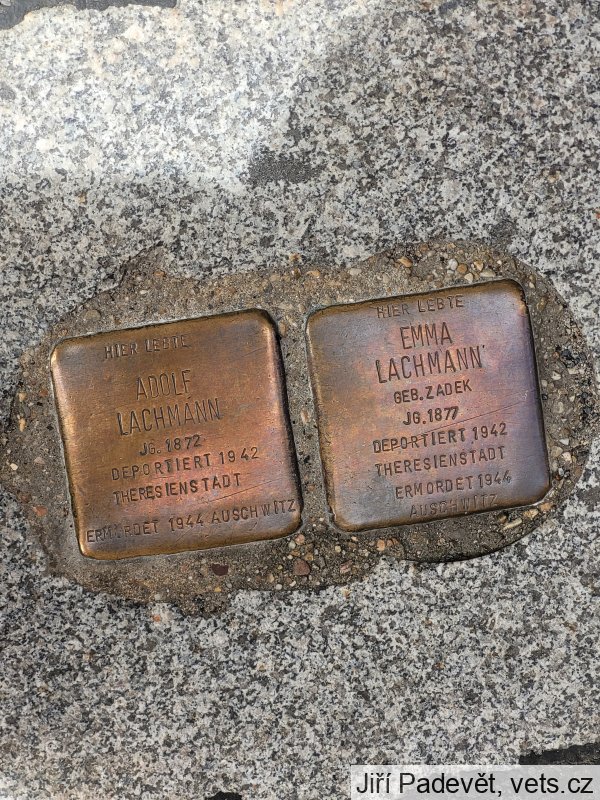 HIER LEBTE
ADOLF
LACHMANN
JG. 1872
DEPORTIERT 1942
THERESIENSTADT
ERMORDET 1944 AUSCHWITZ
HIER LEBTE
EMMA
LACHMANN
GEB. ZADEK
JG. 1877
DEPORTIERT 1942
THERESIENSTADT
ERMORDET 1944
AUSCHWITZ
Jiří Padevět, vets.cz